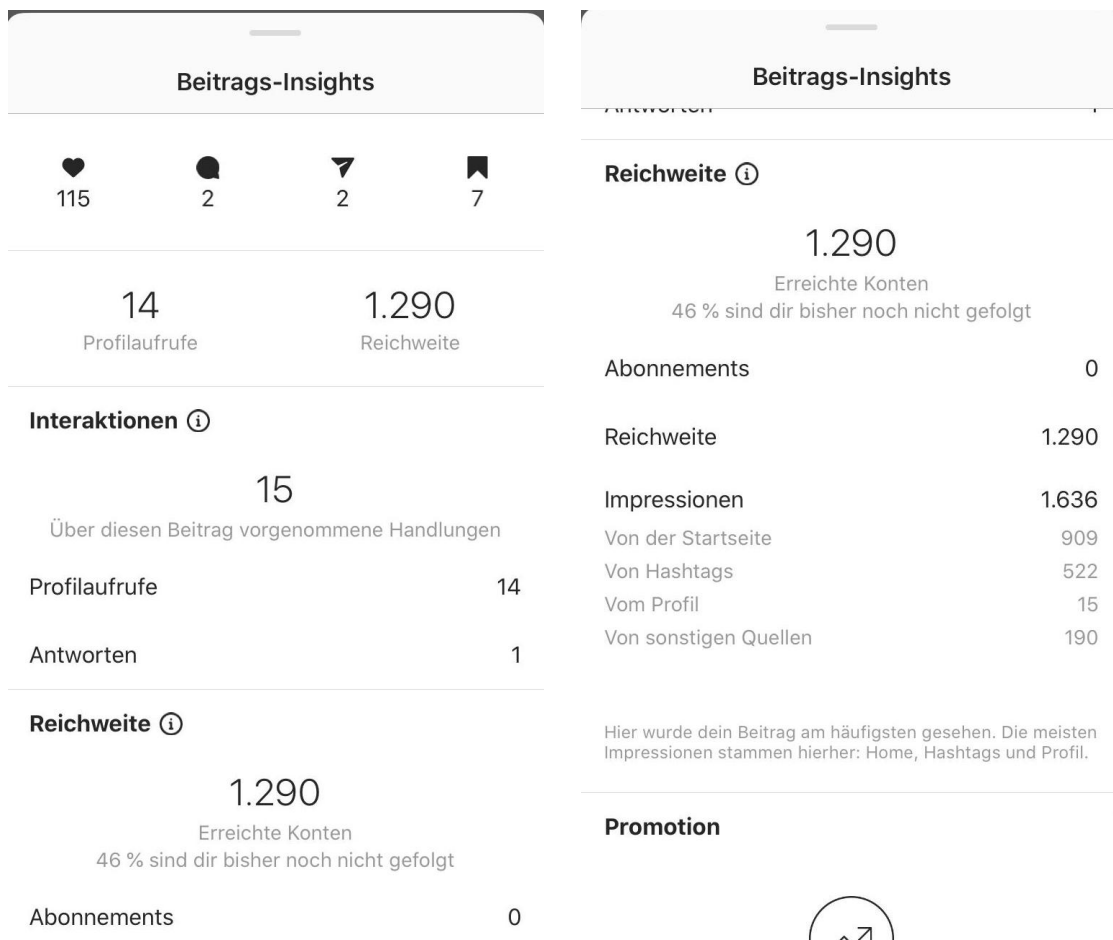 Beitrags-Insights
115 2 2 7
14 1.290
Profilaufrufe Reichweite
Interaktionen
15
Über diesen Beitrag vorgenommene Handlungen
Profilaufrufe 14
Antworten 1
Reichweite
1.290
Erreichte Konten
46 % sind dir bisher noch nicht gefolgt
Abonnements 0
Beitrags-Insights
Antworten 1
Reichweite
1.290
Erreichte Konten
46 % sind dir bisher noch nicht gefolgt
Abonnements 0
Reichweite 1.290
Impressionen 1.636
Von der Startseite 909
Von Hashtags 522
Vom Profil 15
Von sonstigen Quellen 190
Hier wurde dein Beitrag am häufigsten gesehen. Die meisten
Impressionen stammen hierher: Home, Hashtags und Profil.
Promotion